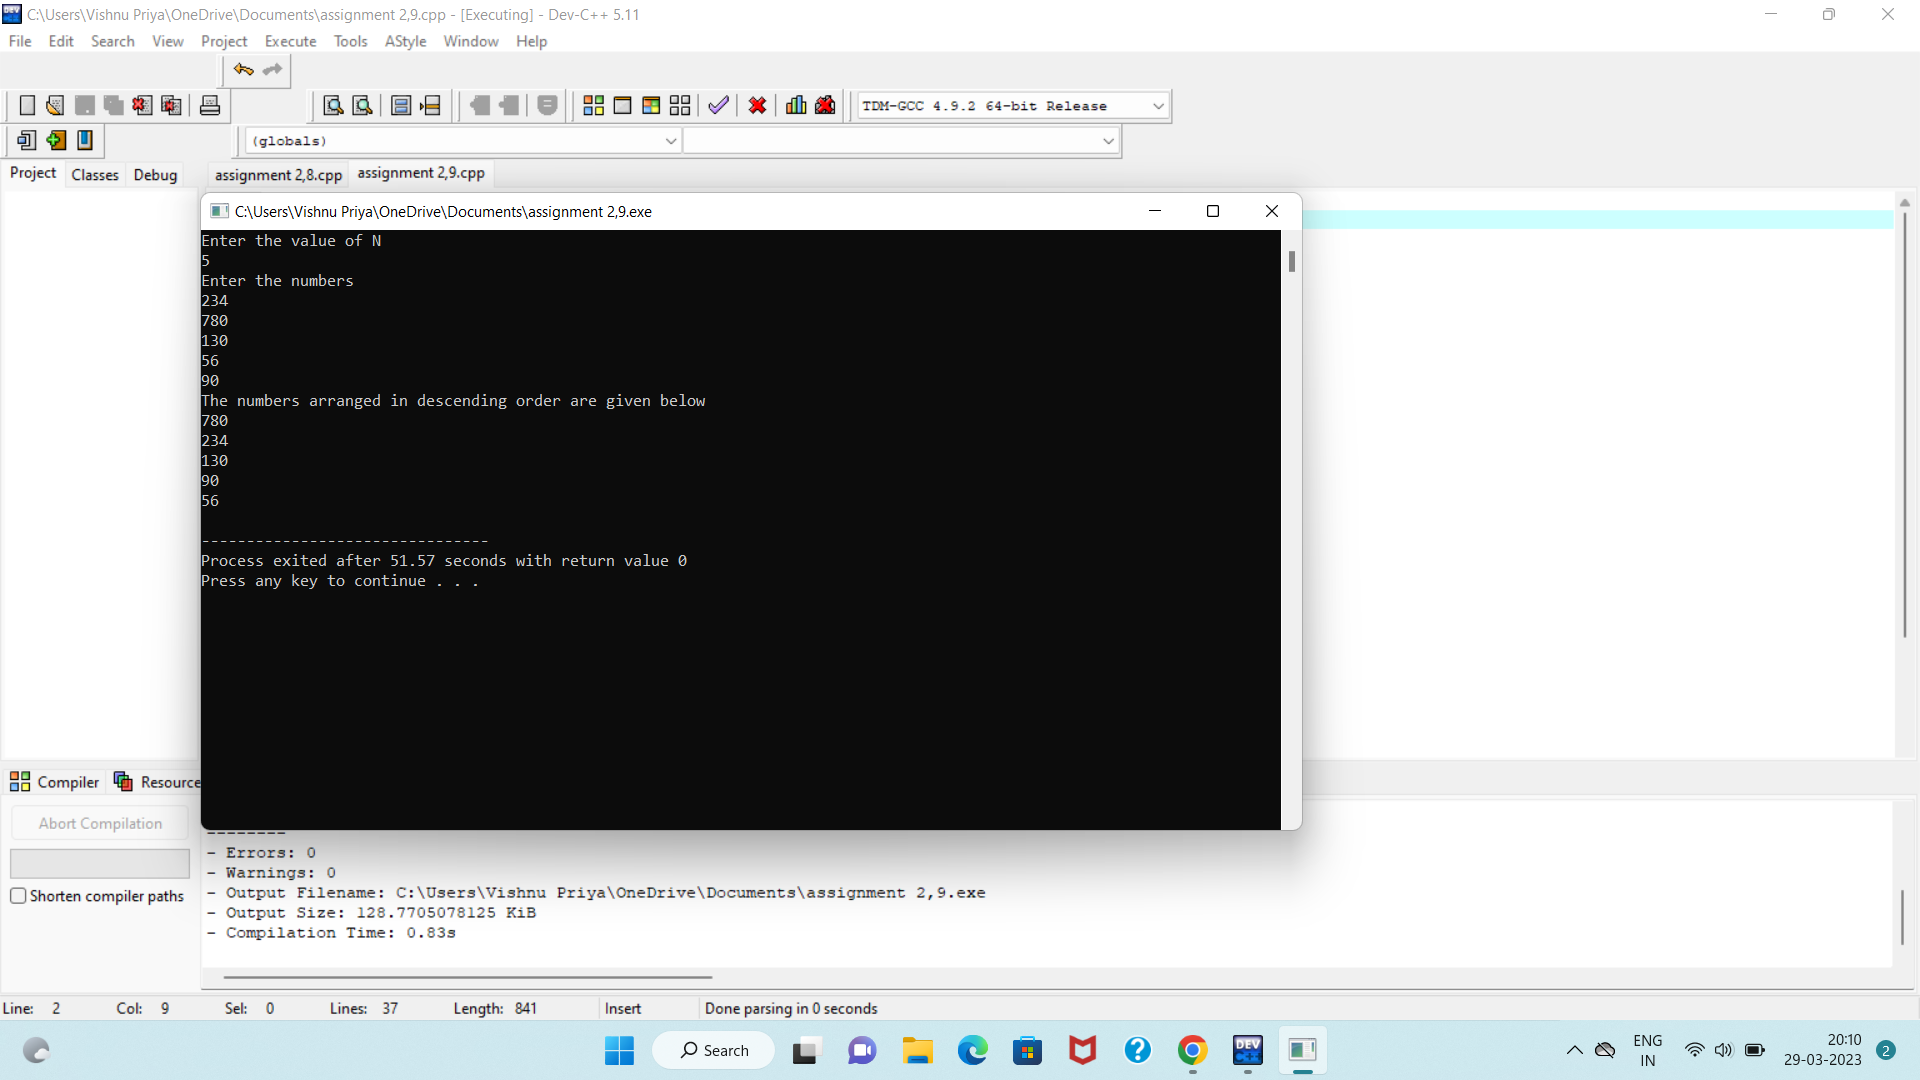 C:\Users\Vishnu Priya\OneDrive\Documents\assignment 2,9.cpp - [Executing] - Dev-C++ 5.11
File Edit Search View Project Execute Tools AStyle Window Help
TDM-GCC 4.9.2 64-bit Release
(globals)
Project Classes Debug assignment 2,8.cpp assignment 2,9.cpp
C:\Users\Vishnu Priya\OneDrive\Documents\assignment 2,9.exe
Enter the value of N
5
Enter the numbers
234
780
130
56
90
The numbers arranged in descending order are given below
780
234
130
90
56
--------------------------------
Process exited after 51.57 seconds with return value 0
Press any key to continue . . .
Compiler Resource
Abort Compilation
Shorten compiler paths
--------
- Errors: 0
- Warnings: 0
- Output Filename: C:\Users\Vishnu Priya\OneDrive\Documents\assignment 2,9.exe
- Output Size: 128.7705078125 KiB
- Compilation Time: 0.83s
Line: 2 Col: 9 Sel: 0 Lines: 37 Length: 841 Insert Done parsing in 0 seconds
Search
DEV C++
ENG
IN
20:10
29-03-2023
2